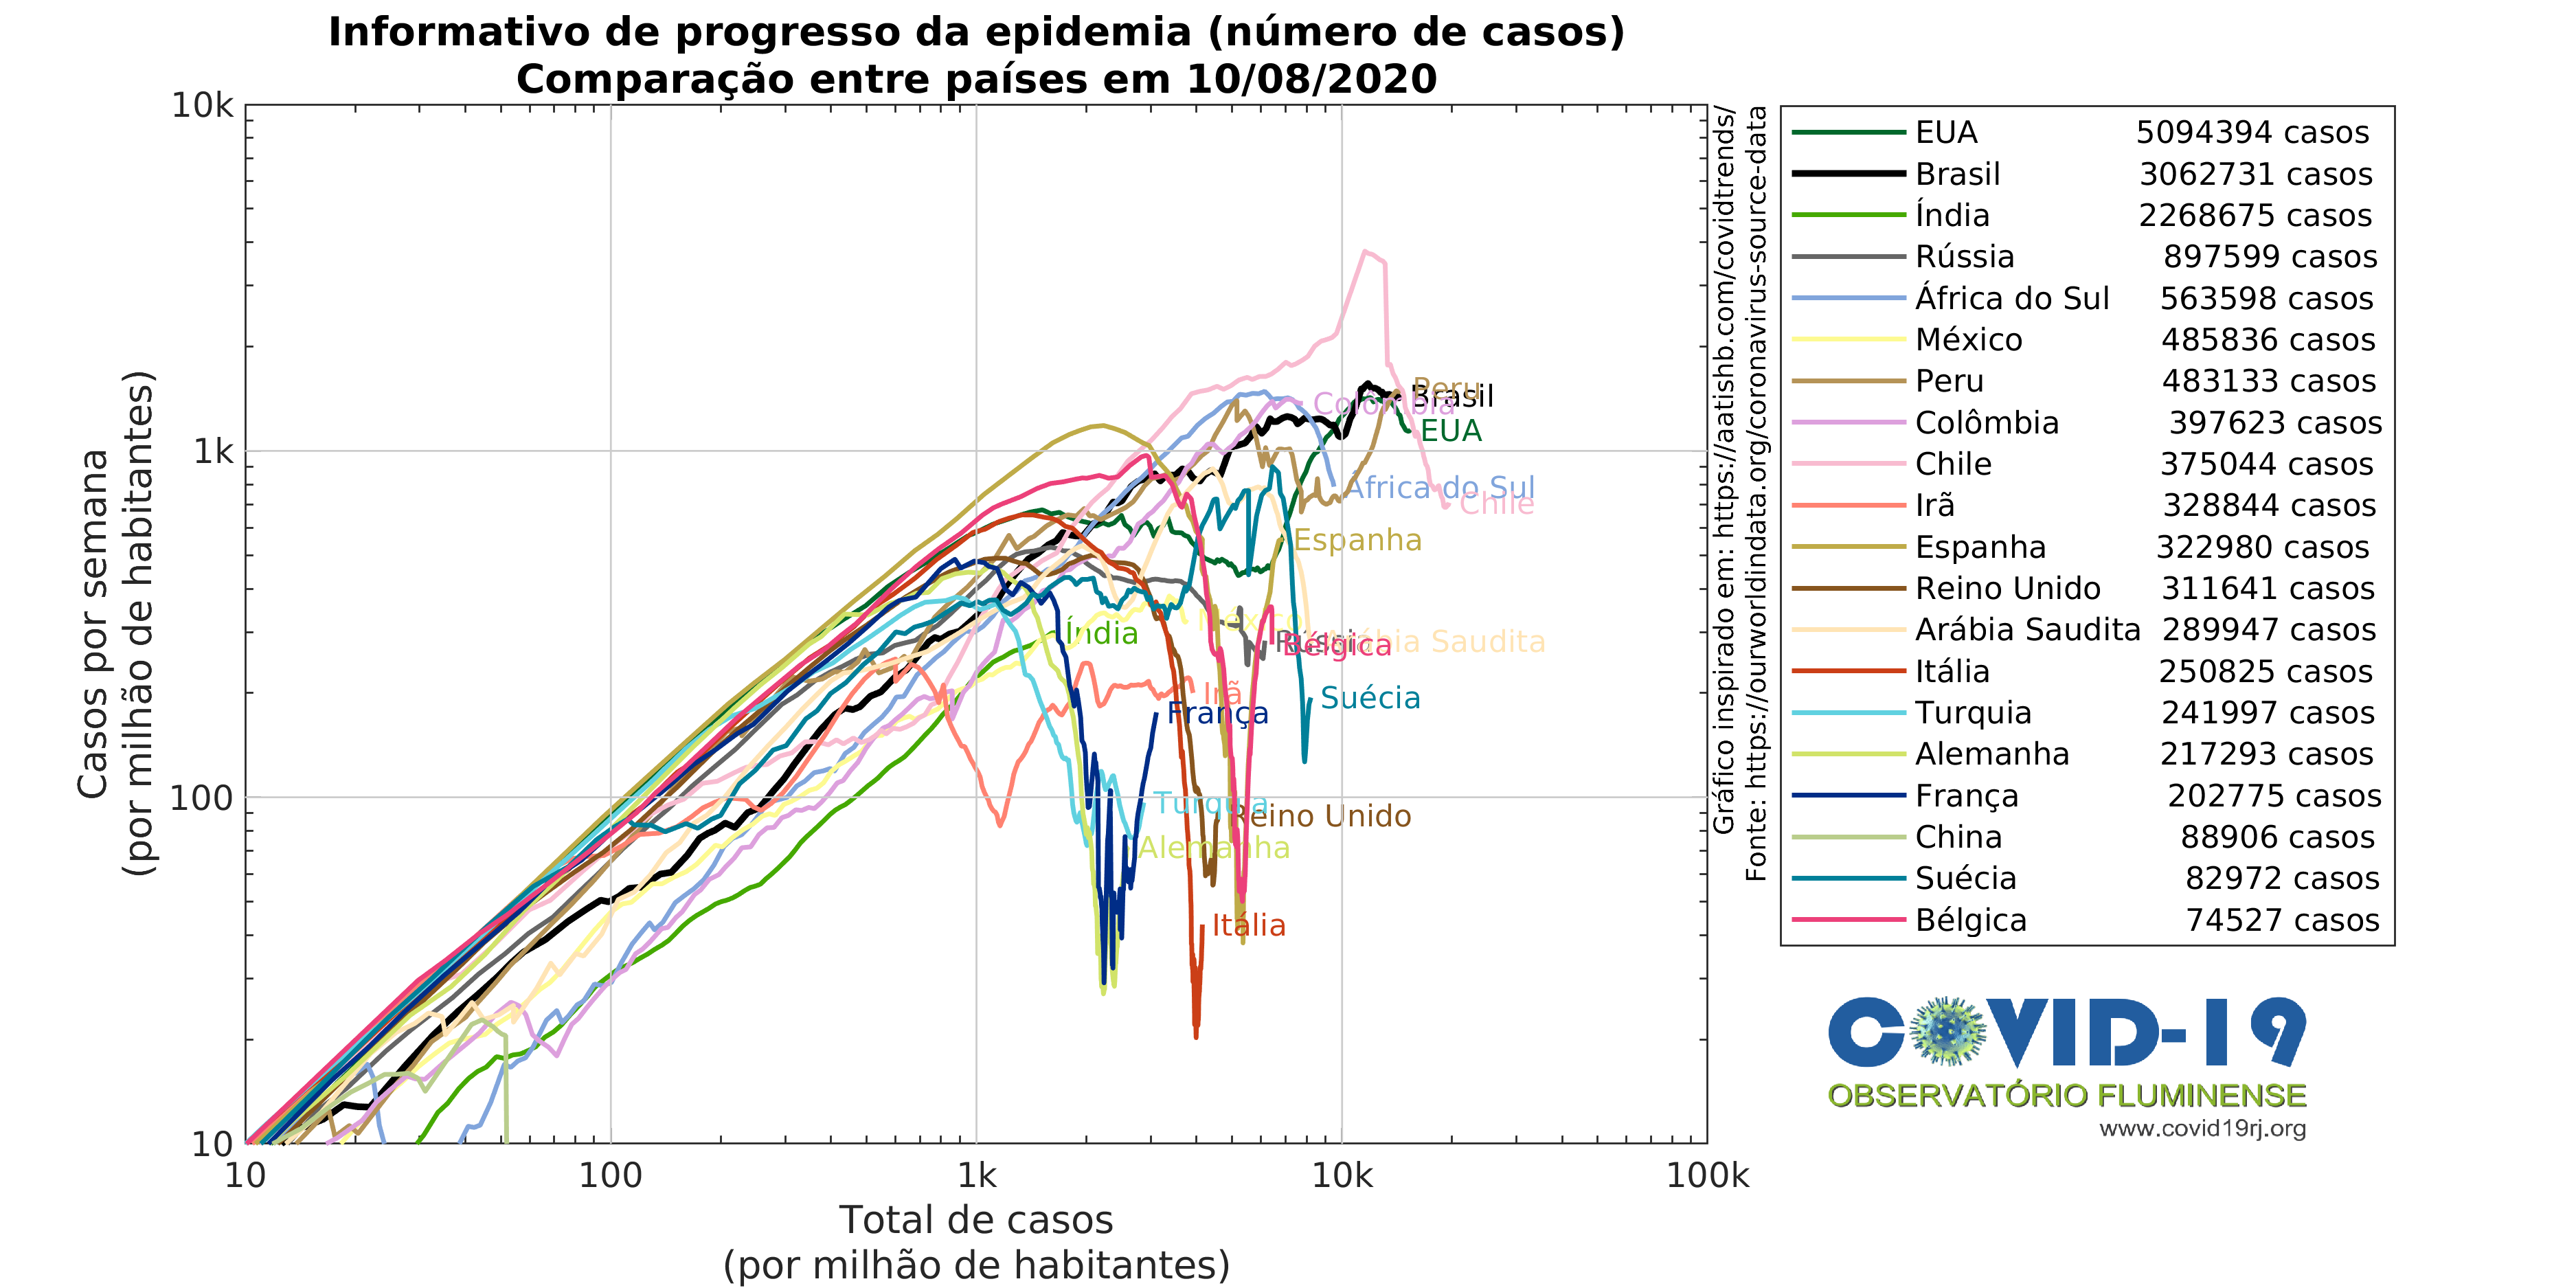 Informativo de progresso da epidemia (número de casos)
Comparação entre países em 10/08/2020
Casos por semana
(por milhão de habitantes)
10k
1k
100
10
10
100
1k
10k
100k
Total de casos
(por milhão de habitantes)
Peru
Brasil
Colômbia
EUA
África do Sul
Chile
Espanha
México
Índia
Rússia
Arábia Saudita
Bélgica
Irã
Suécia
França
Turquia
Reino Unido
Alemanha
Itália
Gráfico inspirado em: https://aatishb.com/covidtrends/
Fonte: https://ourworldindata.org/coronavirus-source-data
EUA 5094394 casos
Brasil 3062731 casos
Índia 2268675 casos
Rússia 897599 casos
África do Sul 563598 casos
México 485836 casos
Peru 483133 casos
Colômbia 397623 casos
Chile 375044 casos
Irã 328844 casos
Espanha 322980 casos
Reino Unido 311641 casos
Arábia Saudita 289947 casos
Itália 250825 casos
Turquia 241997 casos
Alemanha 217293 casos
França 202775 casos
China 88906 casos
Suécia 82972 casos
Bélgica 74527 casos
COVID-19
OBSERVATÓRIO FLUMINENSE
www.covid19rj.org